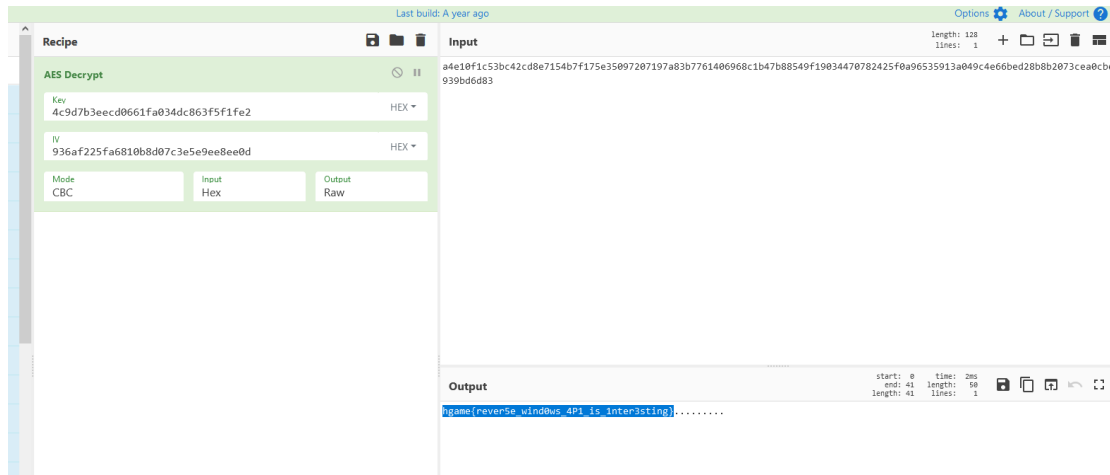 Last build: A year ago
Options
About / Support
Recipe
Input
length: 128
lines: 1
AES Decrypt
Key
4c9d7b3eecd0661fa034dc863f5f1fe2
HEX
IV
936af225fa6810b8d07c3e5e9ee8ee0d
HEX
Mode
CBC
Input
Hex
Output
Raw
a4e10f1c53bc42cd8e7154b7f175e35097207197a83b7761406968c1b47b88549f19034470782425f0a96535913a049c4e66bed28b8b2073cea0cbe
939bd6d83
Output
start: 0
end: 41
length: 41
time: 2ms
length: 50
lines: 1
hgame{rever5e_wind0ws_4P1_is_1nter3sting}.........